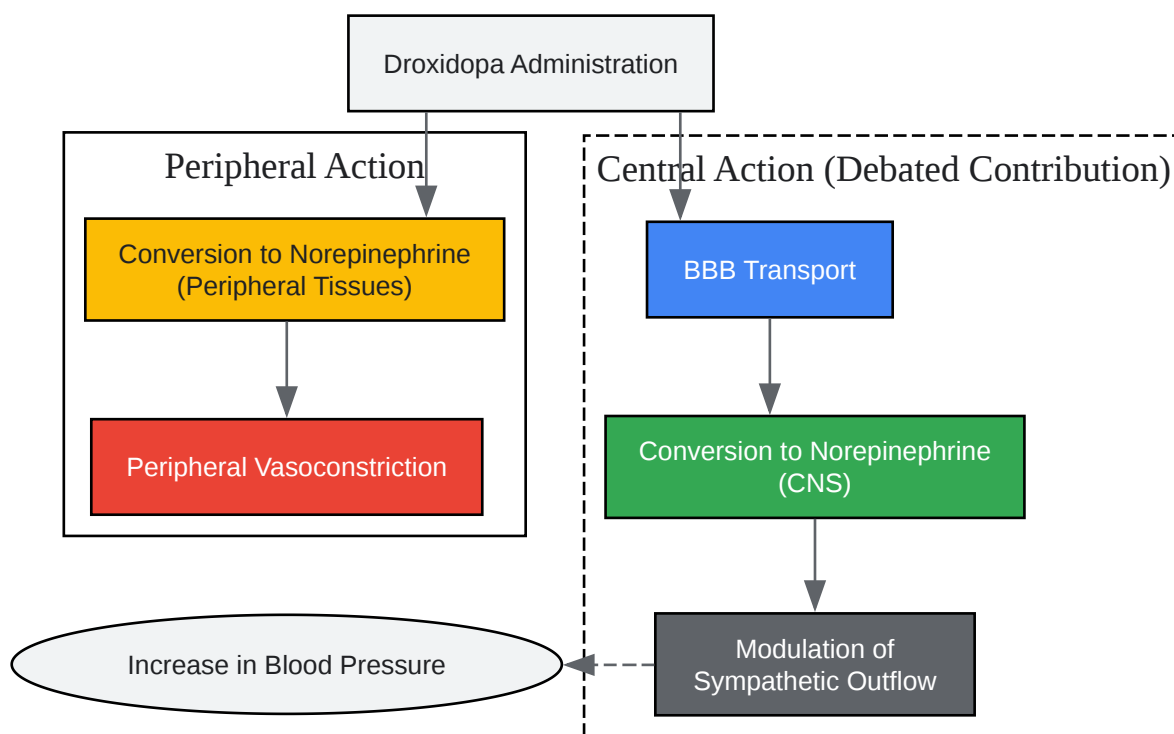 Droxidopa Administration
Peripheral Action
Central Action (Debated Contribution)
Conversion to Norepinephrine
(Peripheral Tissues)
BBB Transport
Peripheral Vasoconstriction
Conversion to Norepinephrine
(CNS)
Increase in Blood Pressure
Modulation of
Sympathetic Outflow